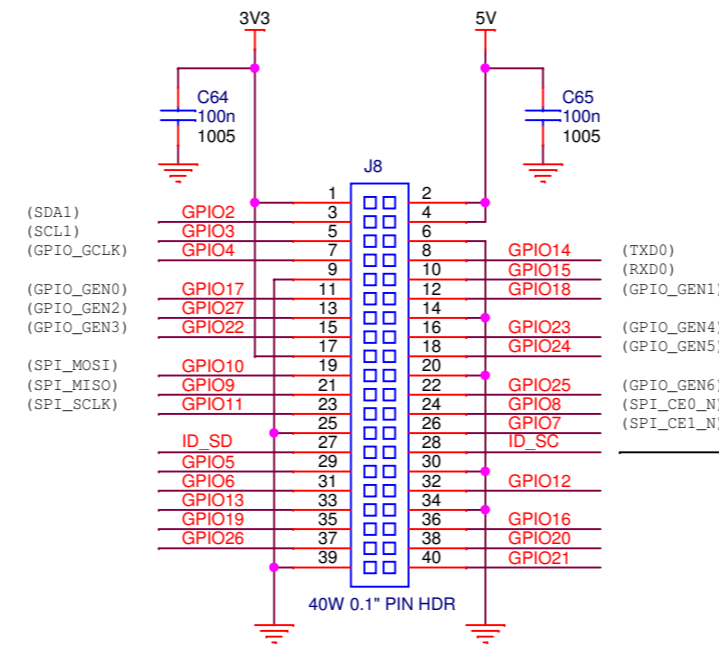 3V3 5V
C64 C65
100n 100n
1005 1005
J8
1 2
(SDA1) GPIO2 3 4
(SCL1) GPIO3 5 6
(GPIO_GCLK) GPIO4 7 8 GPIO14 (TXD0)
9 10 GPIO15 (RXD0)
(GPIO_GEN0) GPIO17 11 12 GPIO18 (GPIO_GEN1)
(GPIO_GEN2) GPIO27 13 14
(GPIO_GEN3) GPIO22 15 16 GPIO23 (GPIO_GEN4)
17 18 GPIO24 (GPIO_GEN5)
(SPI_MOSI) GPIO10 19 20
(SPI_MISO) GPIO9 21 22 GPIO25 (GPIO_GEN6)
(SPI_SCLK) GPIO11 23 24 GPIO8 (SPI_CE0_N)
25 26 GPIO7 (SPI_CE1_N)
ID_SD 27 28 ID_SC
GPIO5 29 30
GPIO6 31 32 GPIO12
GPIO13 33 34
GPIO19 35 36 GPIO16
GPIO26 37 38 GPIO20
39 40 GPIO21
40W 0.1" PIN HDR